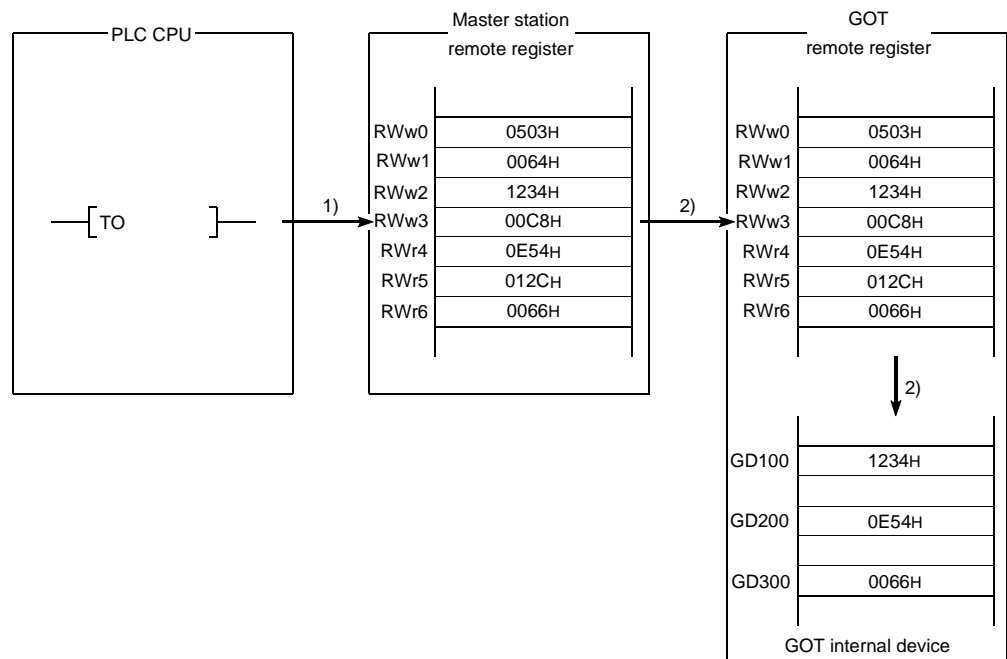 PLC CPU
TO
1)
Master station
remote register
RWw0 0503H
RWw1 0064H
RWw2 1234H
RWw3 00C8H
RWr4 0E54H
RWr5 012CH
RWr6 0066H
2)
GOT
remote register
RWw0 0503H
RWw1 0064H
RWw2 1234H
RWw3 00C8H
RWr4 0E54H
RWr5 012CH
RWr6 0066H
2)
GD100 1234H
GD200 0E54H
GD300 0066H
GOT internal device